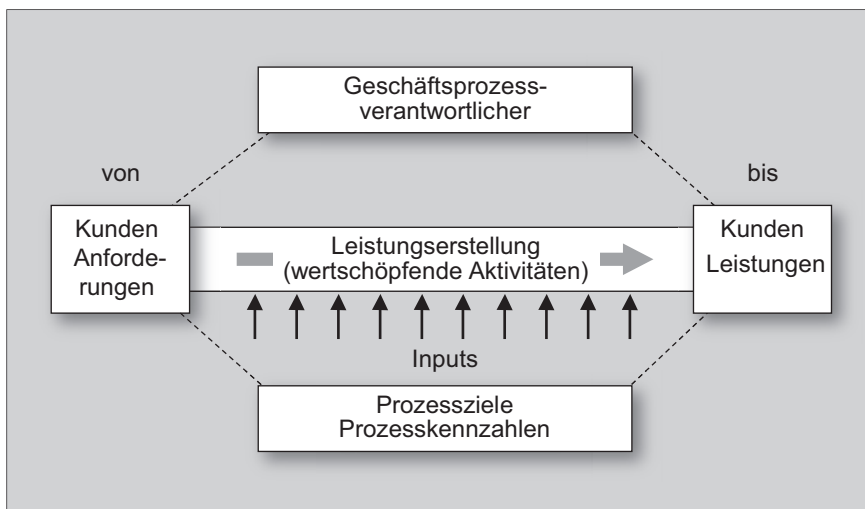 Geschäftsprozess-
verantwortlicher
von
bis
Kunden
Anforde-
rungen
Leistungserstellung
(wertschöpfende Aktivitäten)
Kunden
Leistungen
Inputs
Prozessziele
Prozesskennzahlen